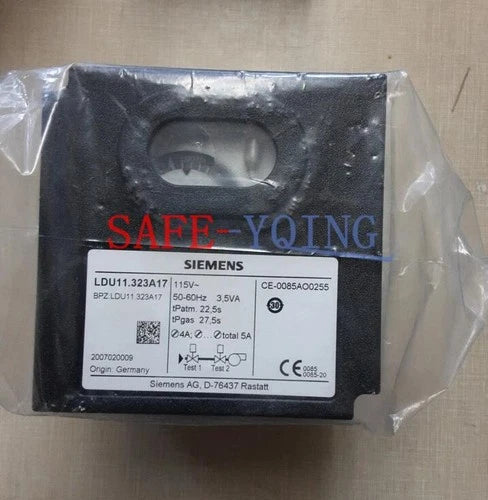 SAFE-YQING
SIEMENS
LDU11.323A17
BPZ.LDU11.323A17
115V~
50-60Hz 3,5VA
tPatm. 22,5s
tPgas. 27,5s
4A; ... total 5A
CE-0085AO0255
30
Test 1 Test 2
2007020009
Origin: Germany
CE 0085
0085-20
Siemens AG, D-76437 Rastatt